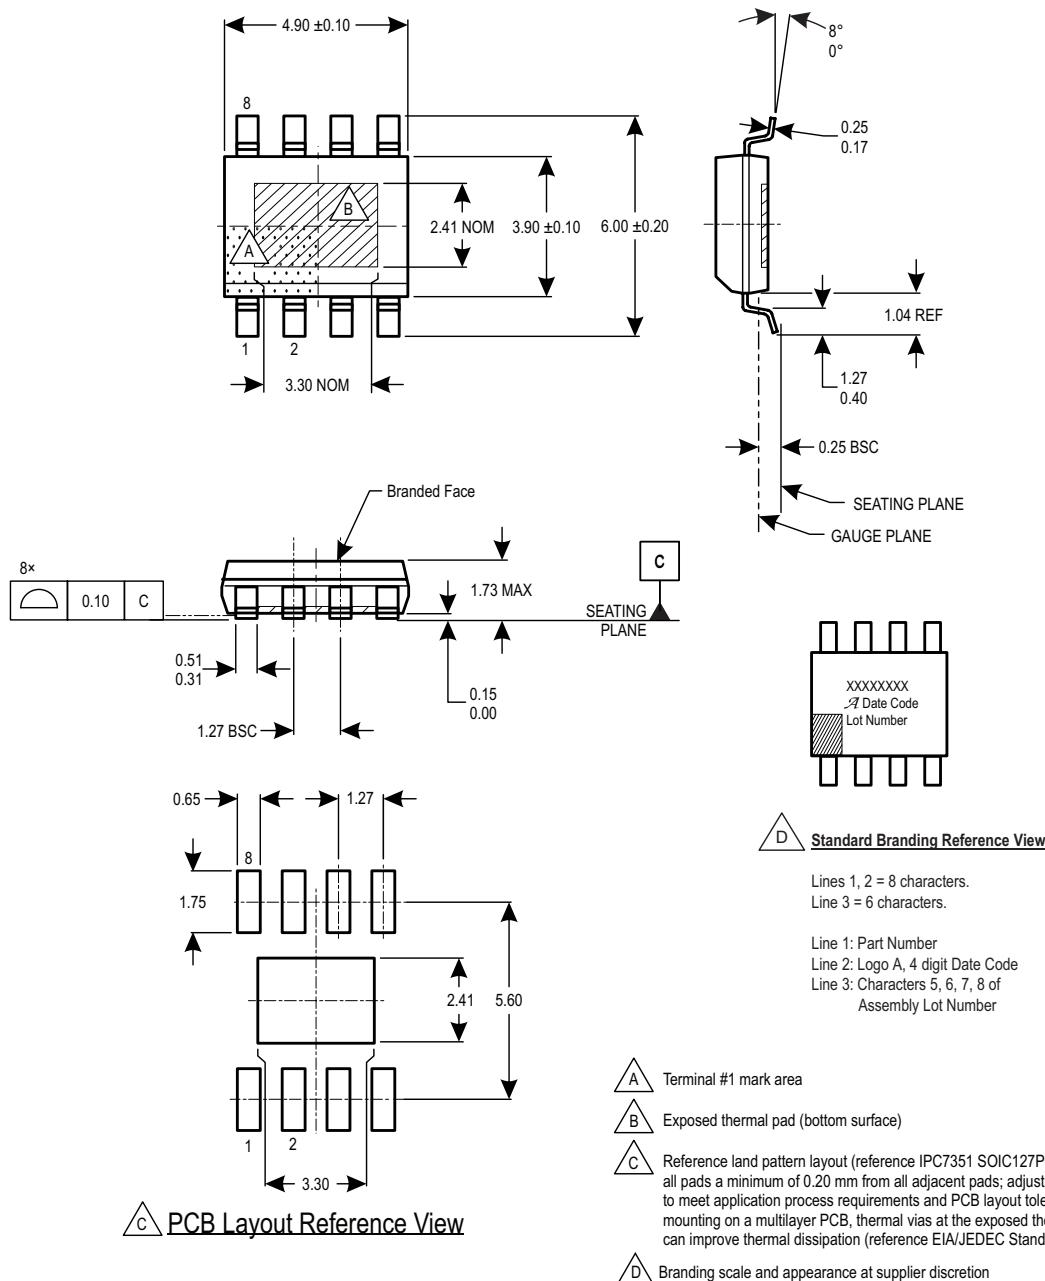 4.90 ±0.10
8°
0°
8
0.25
0.17
B
A
2.41 NOM
3.90 ±0.10
6.00 ±0.20
1.04 REF
1
2
3.30 NOM
1.27
0.40
0.25 BSC
SEATING PLANE
GAUGE PLANE
Branded Face
8×
0.10
C
1.73 MAX
C
SEATING
PLANE
0.51
0.31
0.15
0.00
1.27 BSC
XXXXXXXX
A Date Code
Lot Number
0.65
1.27
8
1.75
2.41
5.60
1
2
3.30
C PCB Layout Reference View
D Standard Branding Reference View
Lines 1, 2 = 8 characters.
Line 3 = 6 characters.
Line 1: Part Number
Line 2: Logo A, 4 digit Date Code
Line 3: Characters 5, 6, 7, 8 of
Assembly Lot Number
A Terminal #1 mark area
B Exposed thermal pad (bottom surface)
C Reference land pattern layout (reference IPC7351 SOIC127P
all pads a minimum of 0.20 mm from all adjacent pads; adjust
to meet application process requirements and PCB layout tole
mounting on a multilayer PCB, thermal vias at the exposed the
can improve thermal dissipation (reference EIA/JEDEC Stand
D Branding scale and appearance at supplier discretion